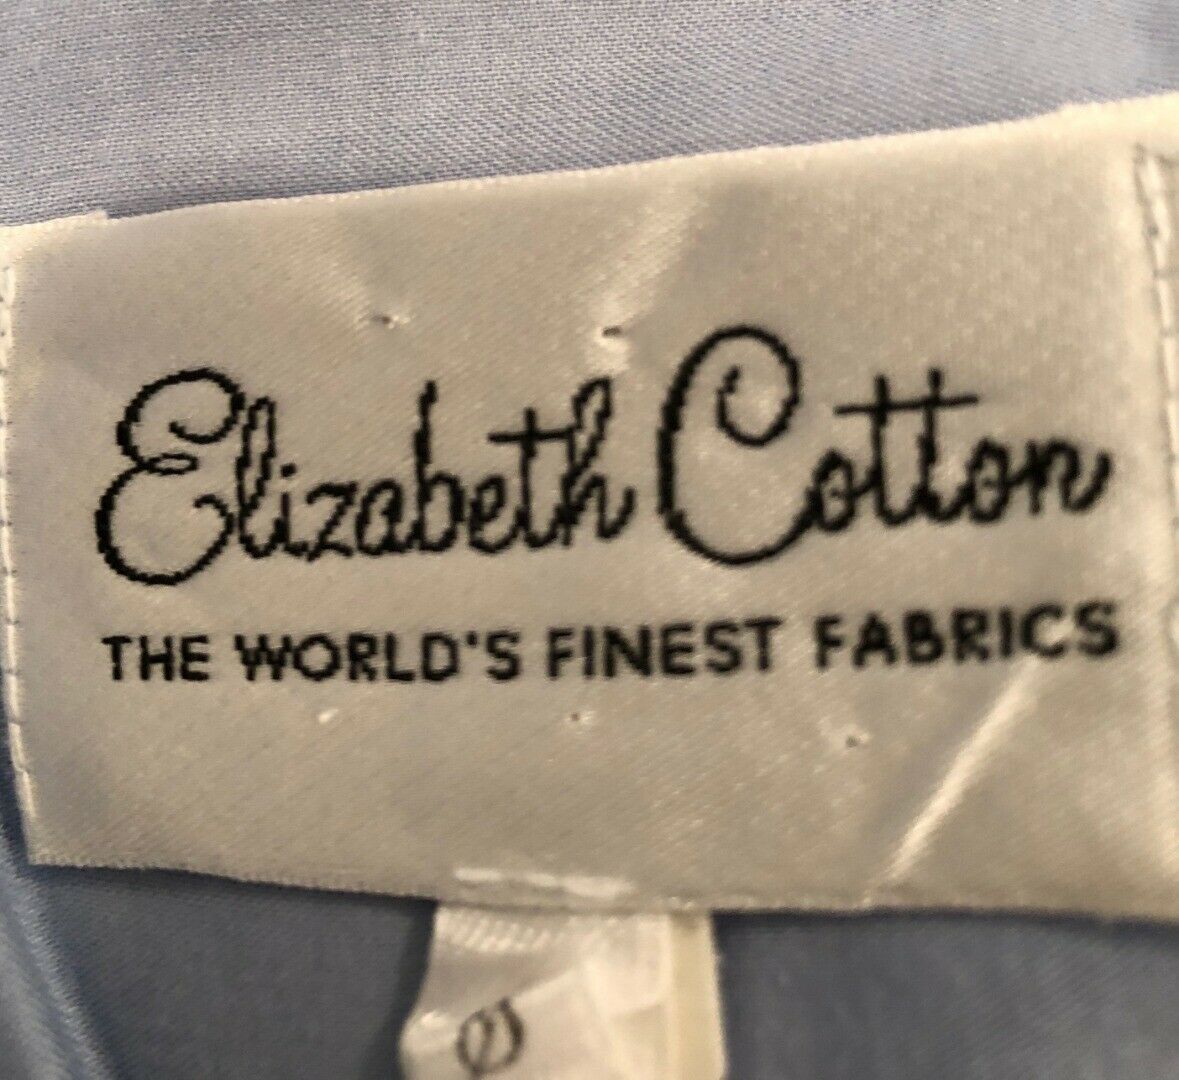 Elizabeth Cotton
THE WORLD'S FINEST FABRICS